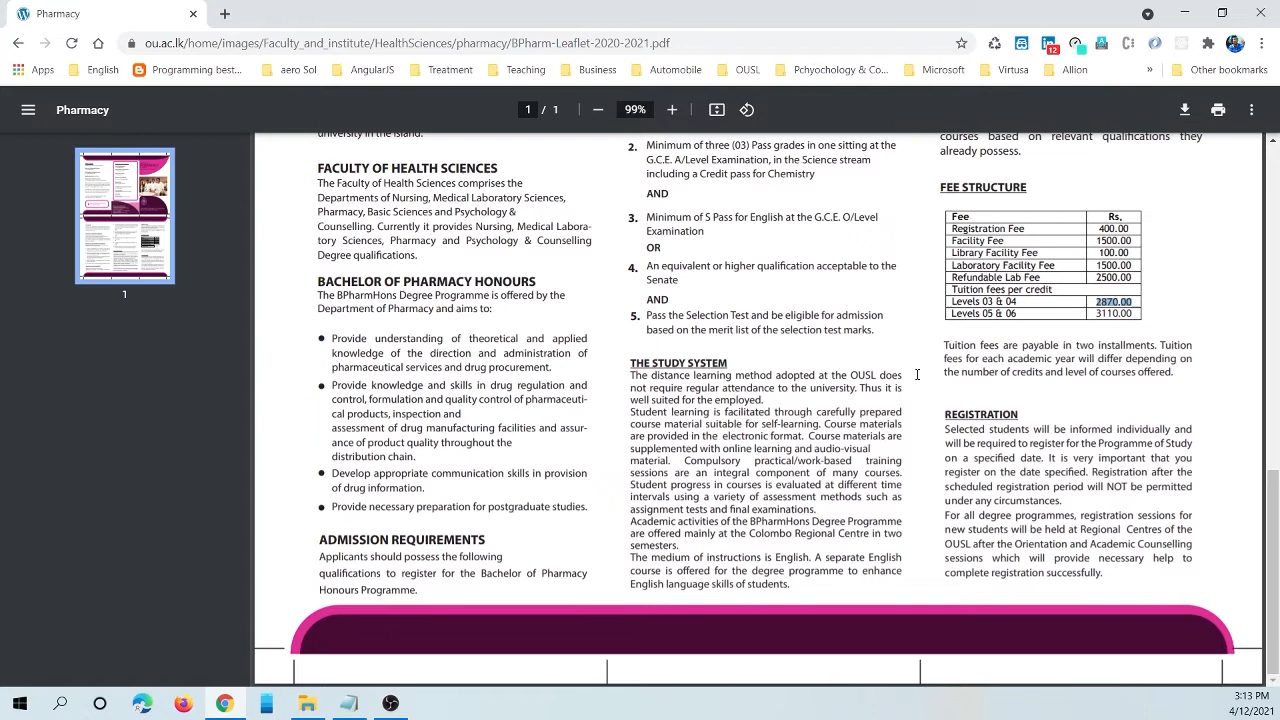 Pharmacy
ou.ac.lk/home/images/Faculty_and_institute/HealthSciences/pharmacy/BPharm-Leaflet-2020-2021.pdf
12
Apps
English
Programming best...
aero Sol
AngularJS
Treatment
Teaching
Business
Automobile
OUSL
Pchyochology & Co...
Microsoft
Virtusa
Allion
»
Other bookmarks
Pharmacy
1 / 1
99%
1
university in the island.
FACULTY OF HEALTH SCIENCES
The Faculty of Health Sciences comprises the
Departments of Nursing, Medical Laboratory Sciences,
Pharmacy, Basic Sciences and Psychology &
Counselling. Currently it provides Nursing, Medical Labora-
tory Sciences, Pharmacy and Psychology & Counselling
Degree qualifications.
BACHELOR OF PHARMACY HONOURS
The BPharmHons Degree Programme is offered by the
Department of Pharmacy and aims to:
● Provide understanding of theoretical and applied
knowledge of the direction and administration of
pharmaceutical services and drug procurement.
● Provide knowledge and skills in drug regulation and
control, formulation and quality control of pharmaceuti-
cal products, inspection and
assessment of drug manufacturing facilities and assur-
ance of product quality throughout the
distribution chain.
● Develop appropriate communication skills in provision
of drug information.
● Provide necessary preparation for postgraduate studies.
ADMISSION REQUIREMENTS
Applicants should possess the following
qualifications to register for the Bachelor of Pharmacy
Honours Programme.
2. Minimum of three (03) Pass grades in one sitting at the
G.C.E. A/Level Examination, in the Science stream
including a Credit pass for Chemistry
AND
3. Minimum of S Pass for English at the G.C.E. O/Level
Examination
OR
4. An equivalent or higher qualification acceptable to the
Senate
AND
5. Pass the Selection Test and be eligible for admission
based on the merit list of the selection test marks.
THE STUDY SYSTEM
The distance learning method adopted at the OUSL does
not require regular attendance to the university. Thus it is
well suited for the employed.
Student learning is facilitated through carefully prepared
course material suitable for self-learning. Course materials
are provided in the electronic format. Course materials are
supplemented with online learning and audio-visual
material. Compulsory practical/work-based training
sessions are an integral component of many courses.
Student progress in courses is evaluated at different time
intervals using a variety of assessment methods such as
assignment tests and final examinations.
Academic activities of the BPharmHons Degree Programme
are offered mainly at the Colombo Regional Centre in two
semesters.
The medium of instructions is English. A separate English
course is offered for the degree programme to enhance
English language skills of students.
courses based on relevant qualifications they
already possess.
FEE STRUCTURE
Fee Rs.
Registration Fee 400.00
Facility Fee 1500.00
Library Facility Fee 100.00
Laboratory Facility Fee 1500.00
Refundable Lab Fee 2500.00
Tuition fees per credit
Levels 03 & 04 2870.00
Levels 05 & 06 3110.00
Tuition fees are payable in two installments. Tuition
fees for each academic year will differ depending on
the number of credits and level of courses offered.
REGISTRATION
Selected students will be informed individually and
will be required to register for the Programme of Study
on a specified date. It is very important that you
register on the date specified. Registration after the
scheduled registration period will NOT be permitted
under any circumstances.
For all degree programmes, registration sessions for
new students will be held at Regional Centres of the
OUSL after the Orientation and Academic Counselling
sessions which will provide necessary help to
complete registration successfully.
3:13 PM
4/12/2021